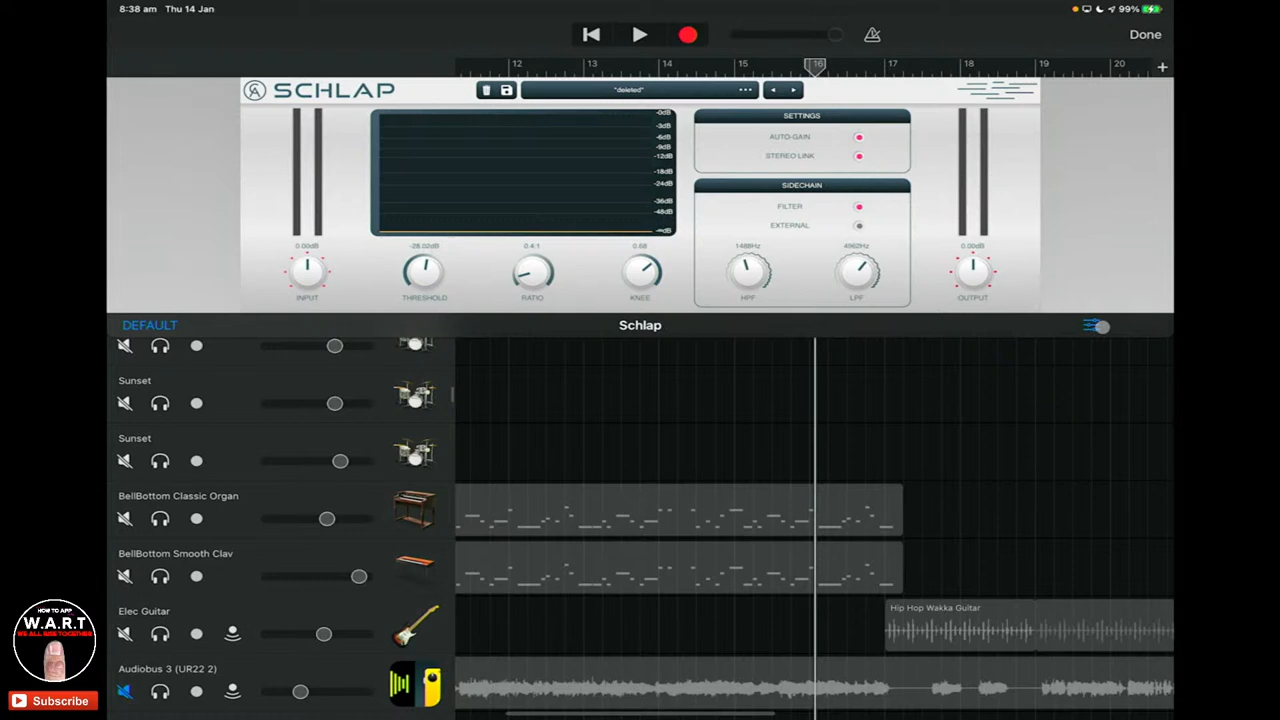 8:38 am Thu 14 Jan
99%
Done
12 13 14 15 16 17 18 19 20 +
SCHLAP
"deleted"
-0dB
-3dB
-6dB
-9dB
-12dB
-18dB
-24dB
-36dB
-48dB
-∞dB
SETTINGS
AUTO-GAIN
STEREO LINK
SIDECHAIN
FILTER
EXTERNAL
0.00dB -28.02dB 0.4:1 0.68 1488Hz 4962Hz 0.00dB
INPUT THRESHOLD RATIO KNEE HPF LPF OUTPUT
DEFAULT Schlap
Sunset
Sunset
BellBottom Classic Organ
BellBottom Smooth Clav
Elec Guitar
Hip Hop Wakka Guitar
Audiobus 3 (UR22 2)
HOW TO APP
W.A.R.T
WE ALL RISE TOGETHER
Subscribe